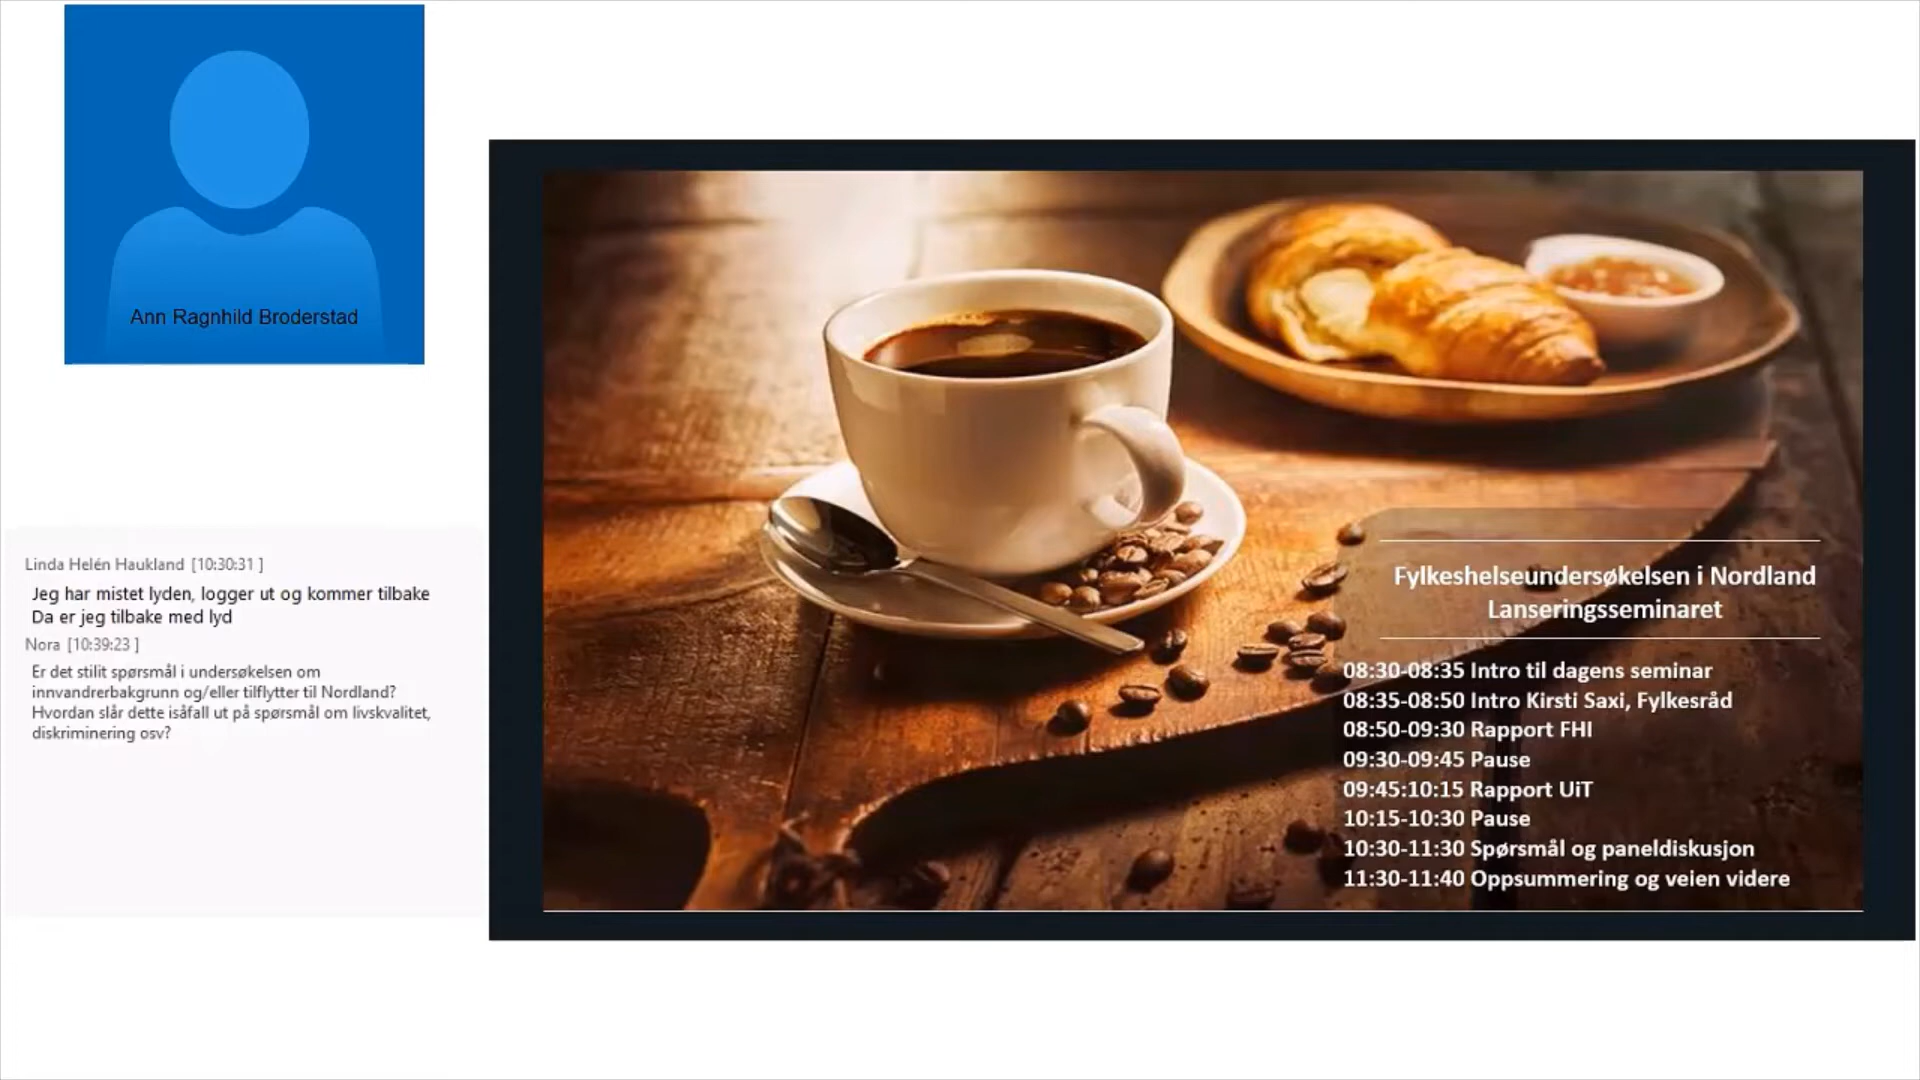 Ann Ragnhild Broderstad
Linda Helén Haukland [10:30:31 ]
Jeg har mistet lyden, logger ut og kommer tilbake
Da er jeg tilbake med lyd
Nora [10:39:23 ]
Er det stilit spørsmål i undersøkelsen om
innvandrerbakgrunn og/eller tilflytter til Nordland?
Hvordan slår dette isåfall ut på spørsmål om livskvalitet,
diskriminering osv?
Fylkeshelseundersøkelsen i Nordland
Lanseringsseminaret
08:30-08:35 Intro til dagens seminar
08:35-08:50 Intro Kirsti Saxi, Fylkesråd
08:50-09:30 Rapport FHI
09:30-09:45 Pause
09:45:10:15 Rapport UiT
10:15-10:30 Pause
10:30-11:30 Spørsmål og paneldiskusjon
11:30-11:40 Oppsummering og veien videre